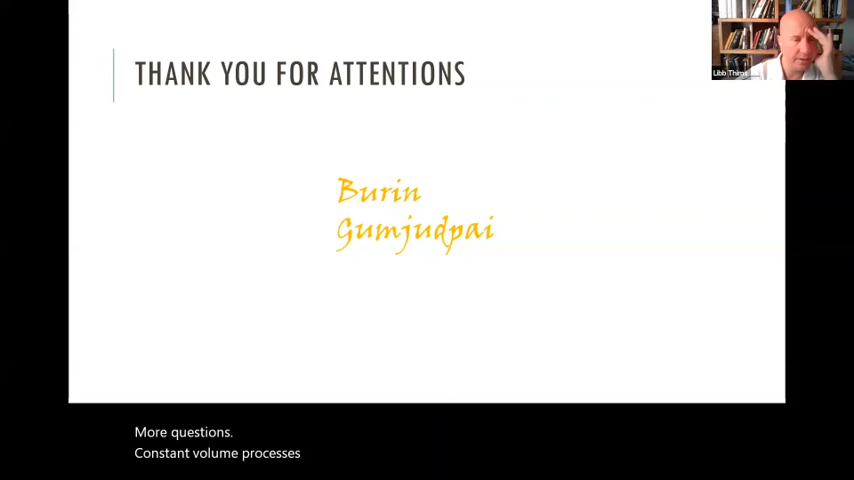 THANK YOU FOR ATTENTIONS
Libb Thims
Burin
Gumjudpai
More questions.
Constant volume processes